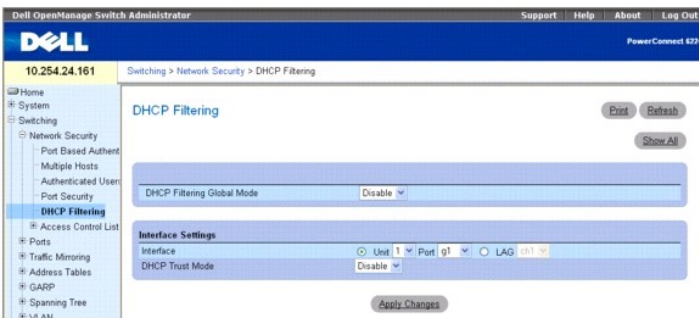 Dell OpenManage Switch Administrator Support Help About Log Out
DELL
PowerConnect 622
10.254.24.161
Switching > Network Security > DHCP Filtering
Home
System
Switching
Network Security
Port Based Authent
Multiple Hosts
Authenticated User
Port Security
DHCP Filtering
Access Control List
Ports
Traffic Mirroring
Address Tables
GARP
Spanning Tree
VLAN
DHCP Filtering
Print Refresh
Show All
DHCP Filtering Global Mode Disable
Interface Settings
Interface Unit 1 Port g1 LAG ch1
DHCP Trust Mode Disable
Apply Changes